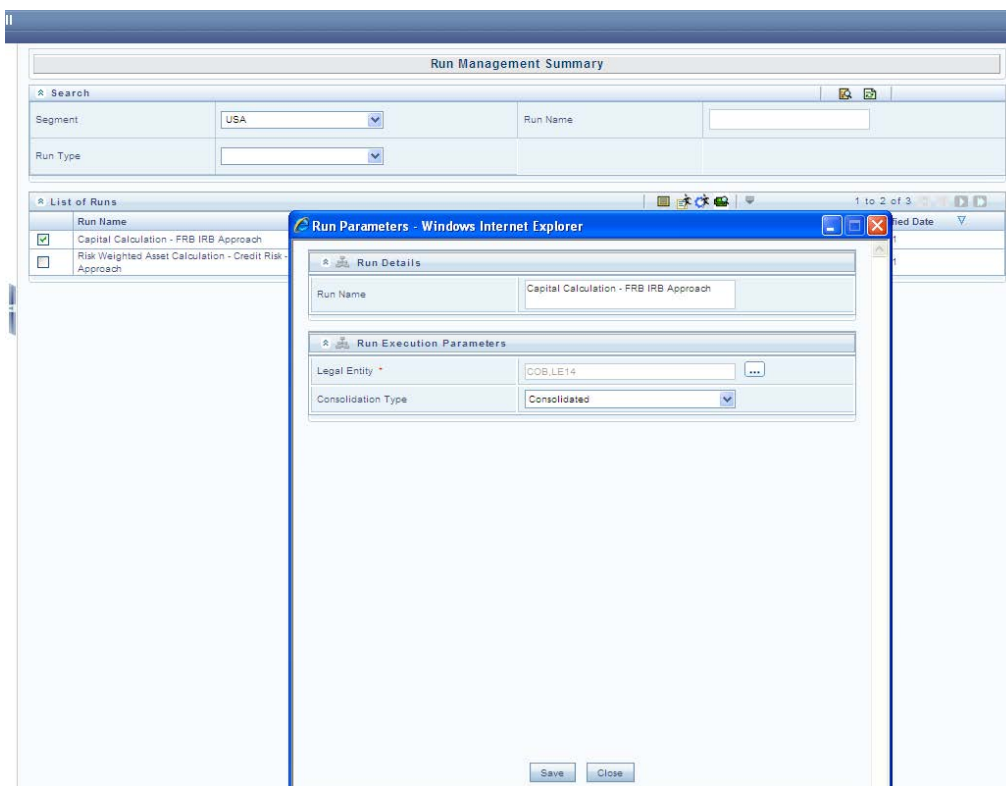 Run Management Summary
Search
Segment USA Run Name
Run Type
List of Runs 1 to 2 of 3
Run Name
Capital Calculation - FRB IRB Approach
Risk Weighted Asset Calculation - Credit Risk -
Approach
Run Parameters - Windows Internet Explorer
Run Details
Run Name Capital Calculation - FRB IRB Approach
Run Execution Parameters
Legal Entity * COB,LE14 ...
Consolidation Type Consolidated
Save Close
Date